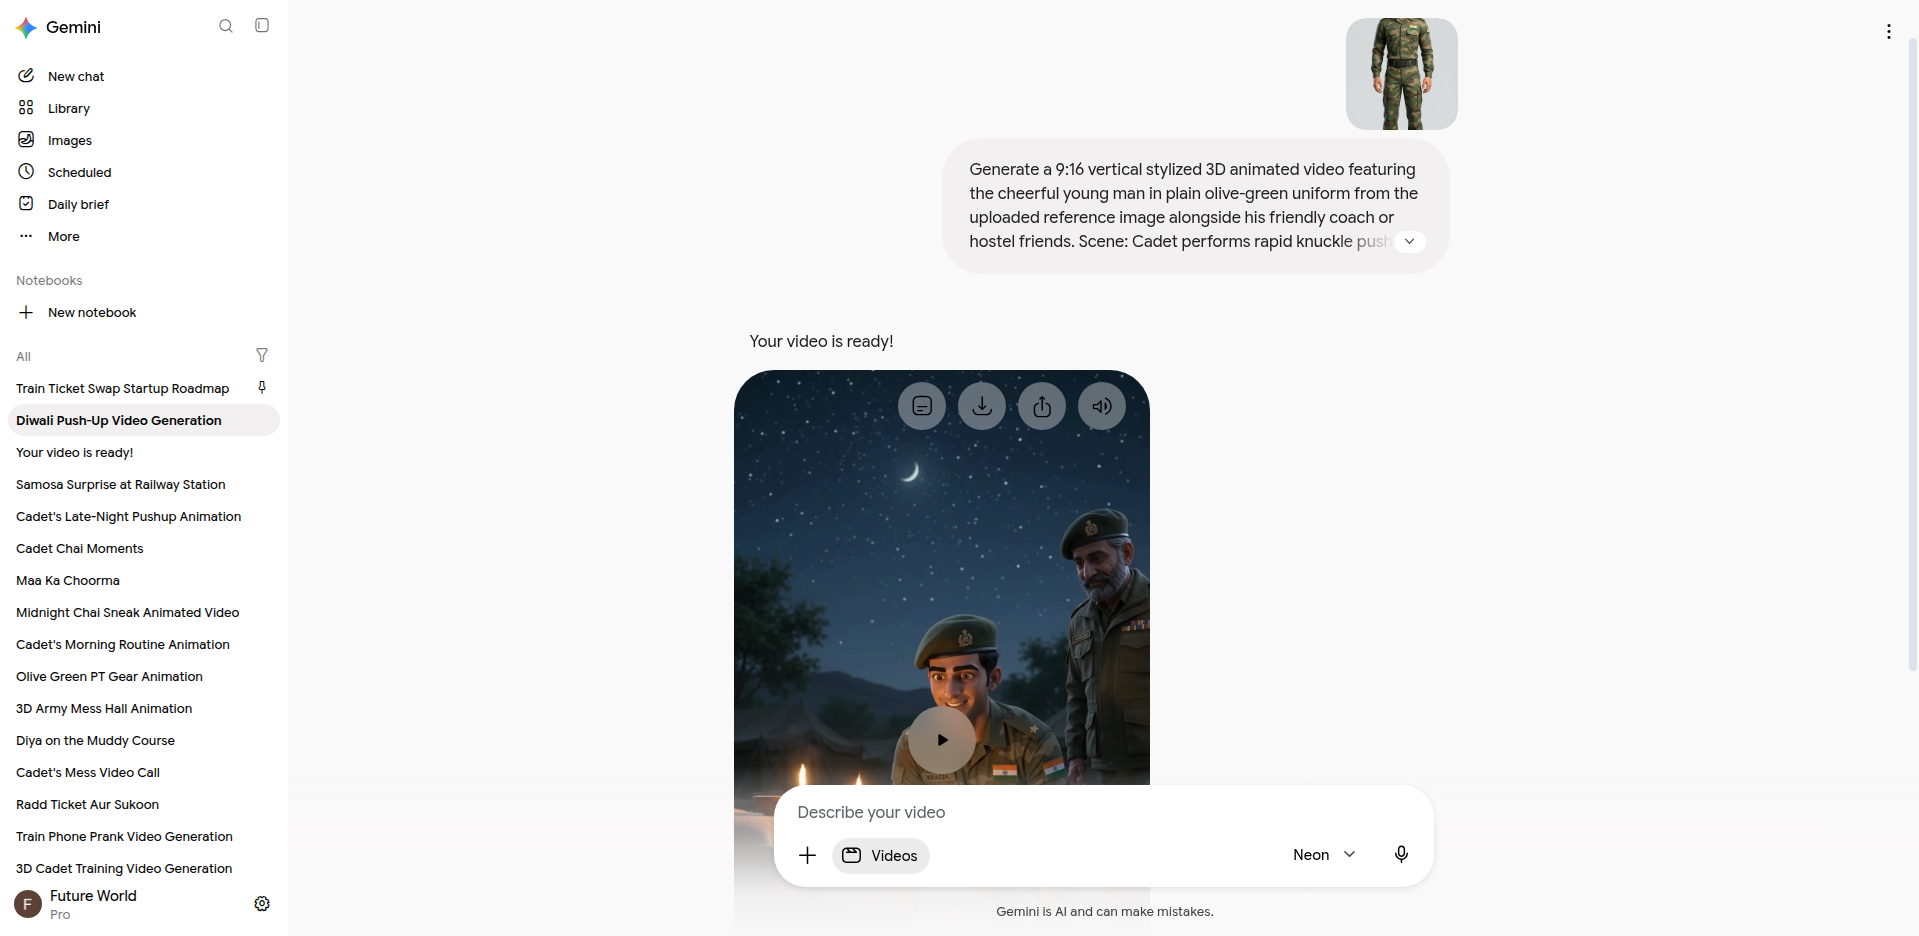 Gemini
New chat
Library
Images
Scheduled
Daily brief
More
Notebooks
New notebook
All
Train Ticket Swap Startup Roadmap
Diwali Push-Up Video Generation
Your video is ready!
Samosa Surprise at Railway Station
Cadet's Late-Night Pushup Animation
Cadet Chai Moments
Maa Ka Choorma
Midnight Chai Sneak Animated Video
Cadet's Morning Routine Animation
Olive Green PT Gear Animation
3D Army Mess Hall Animation
Diya on the Muddy Course
Cadet's Mess Video Call
Radd Ticket Aur Sukoon
Train Phone Prank Video Generation
3D Cadet Training Video Generation
F
Future World
Pro
Generate a 9:16 vertical stylized 3D animated video featuring
the cheerful young man in plain olive-green uniform from the
uploaded reference image alongside his friendly coach or
hostel friends. Scene: Cadet performs rapid knuckle push
Your video is ready!
Describe your video
Videos
Neon
Gemini is AI and can make mistakes.